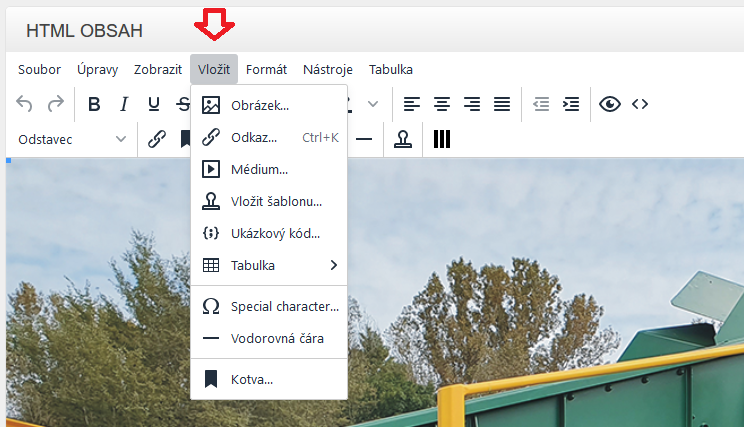 HTML OBSAH
Soubor Úpravy Zobrazit Vložit Formát Nástroje Tabulka
B I U S
Odstavec
Obrázek...
Odkaz... Ctrl+K
Médium...
Vložit šablonu...
Ukázkový kód...
Tabulka
Special character...
Vodorovná čára
Kotva...